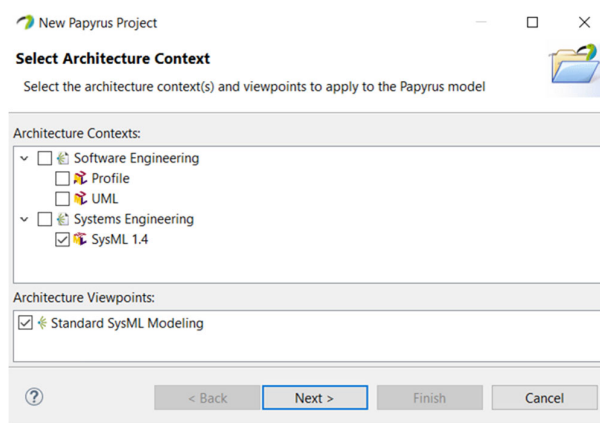 New Papyrus Project
Select Architecture Context
Select the architecture context(s) and viewpoints to apply to the Papyrus model
Architecture Contexts:
Software Engineering
Profile
UML
Systems Engineering
SysML 1.4
Architecture Viewpoints:
Standard SysML Modeling
? < Back Next > Finish Cancel